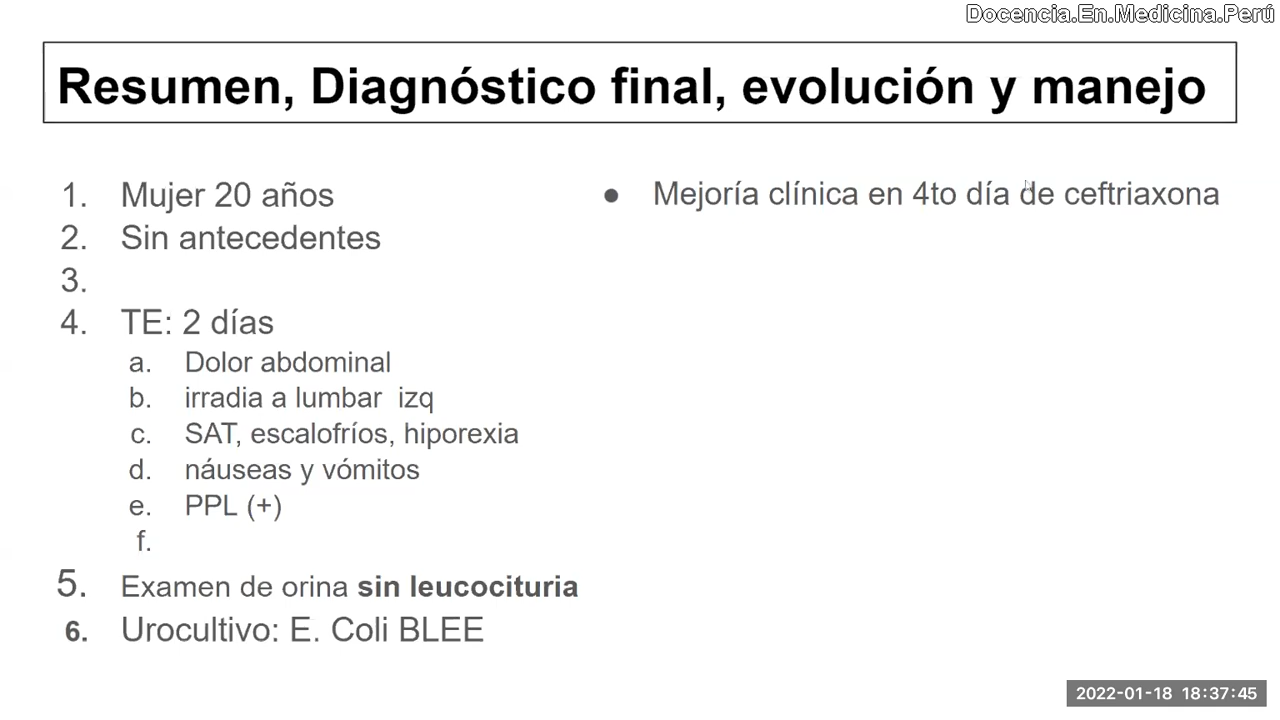 Docencia.En.Medicina.Perú
Resumen, Diagnóstico final, evolución y manejo
1. Mujer 20 años
2. Sin antecedentes
3.
4. TE: 2 días
a. Dolor abdominal
b. irradia a lumbar izq
c. SAT, escalofríos, hiporexia
d. náuseas y vómitos
e. PPL (+)
f.
5. Examen de orina sin leucocituria
6. Urocultivo: E. Coli BLEE
● Mejoría clínica en 4to día de ceftriaxona
2022-01-18 18:37:45